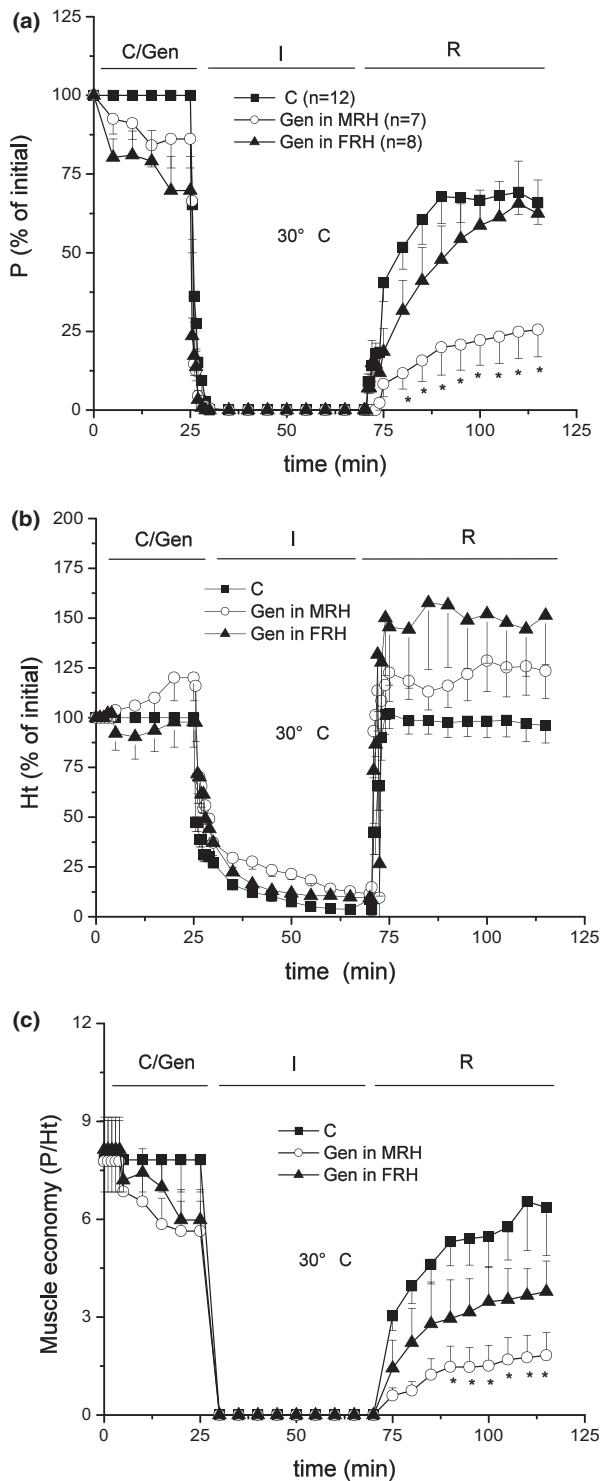 (a)
125
100
75
50
25
0
P (% of initial)
C/Gen
I
R
C (n=12)
Gen in MRH (n=7)
Gen in FRH (n=8)
30° C
* * * * * * * *
0 25 50 75 100 125
time (min)
(b)
200
175
150
125
100
75
50
25
0
Ht (% of initial)
C/Gen
I
R
C
Gen in MRH
Gen in FRH
30° C
0 25 50 75 100 125
time (min)
(c)
12
9
6
3
0
Muscle economy (P/Ht)
C/Gen
I
R
C
Gen in MRH
Gen in FRH
30° C
* * * * * *
0 25 50 75 100 125
time (min)